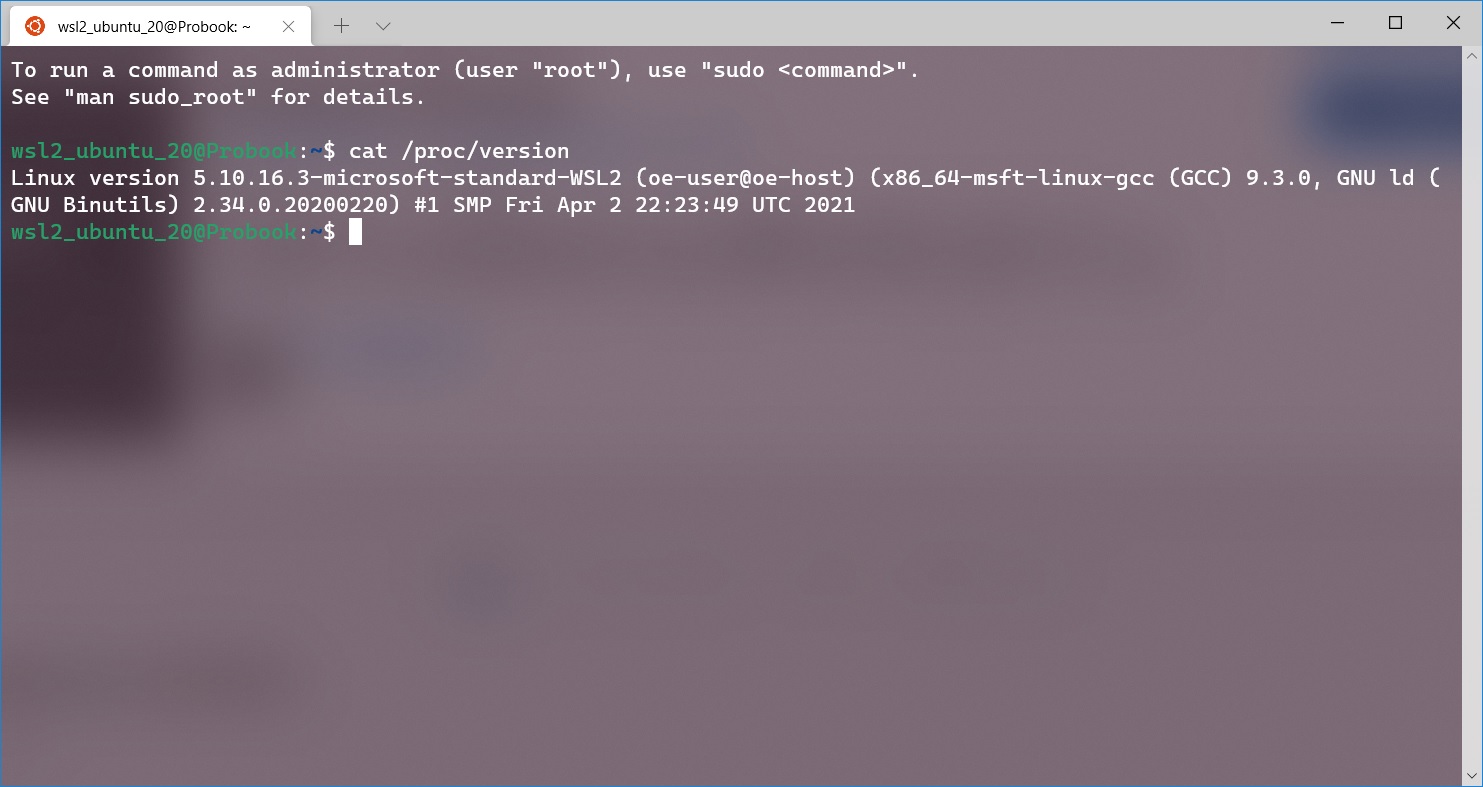 wsl2_ubuntu_20@Probook: ~
To run a command as administrator (user "root"), use "sudo <command>".
See "man sudo_root" for details.
wsl2_ubuntu_20@Probook:~$ cat /proc/version
Linux version 5.10.16.3-microsoft-standard-WSL2 (oe-user@oe-host) (x86_64-msft-linux-gcc (GCC) 9.3.0, GNU ld (
GNU Binutils) 2.34.0.20200220) #1 SMP Fri Apr 2 22:23:49 UTC 2021
wsl2_ubuntu_20@Probook:~$